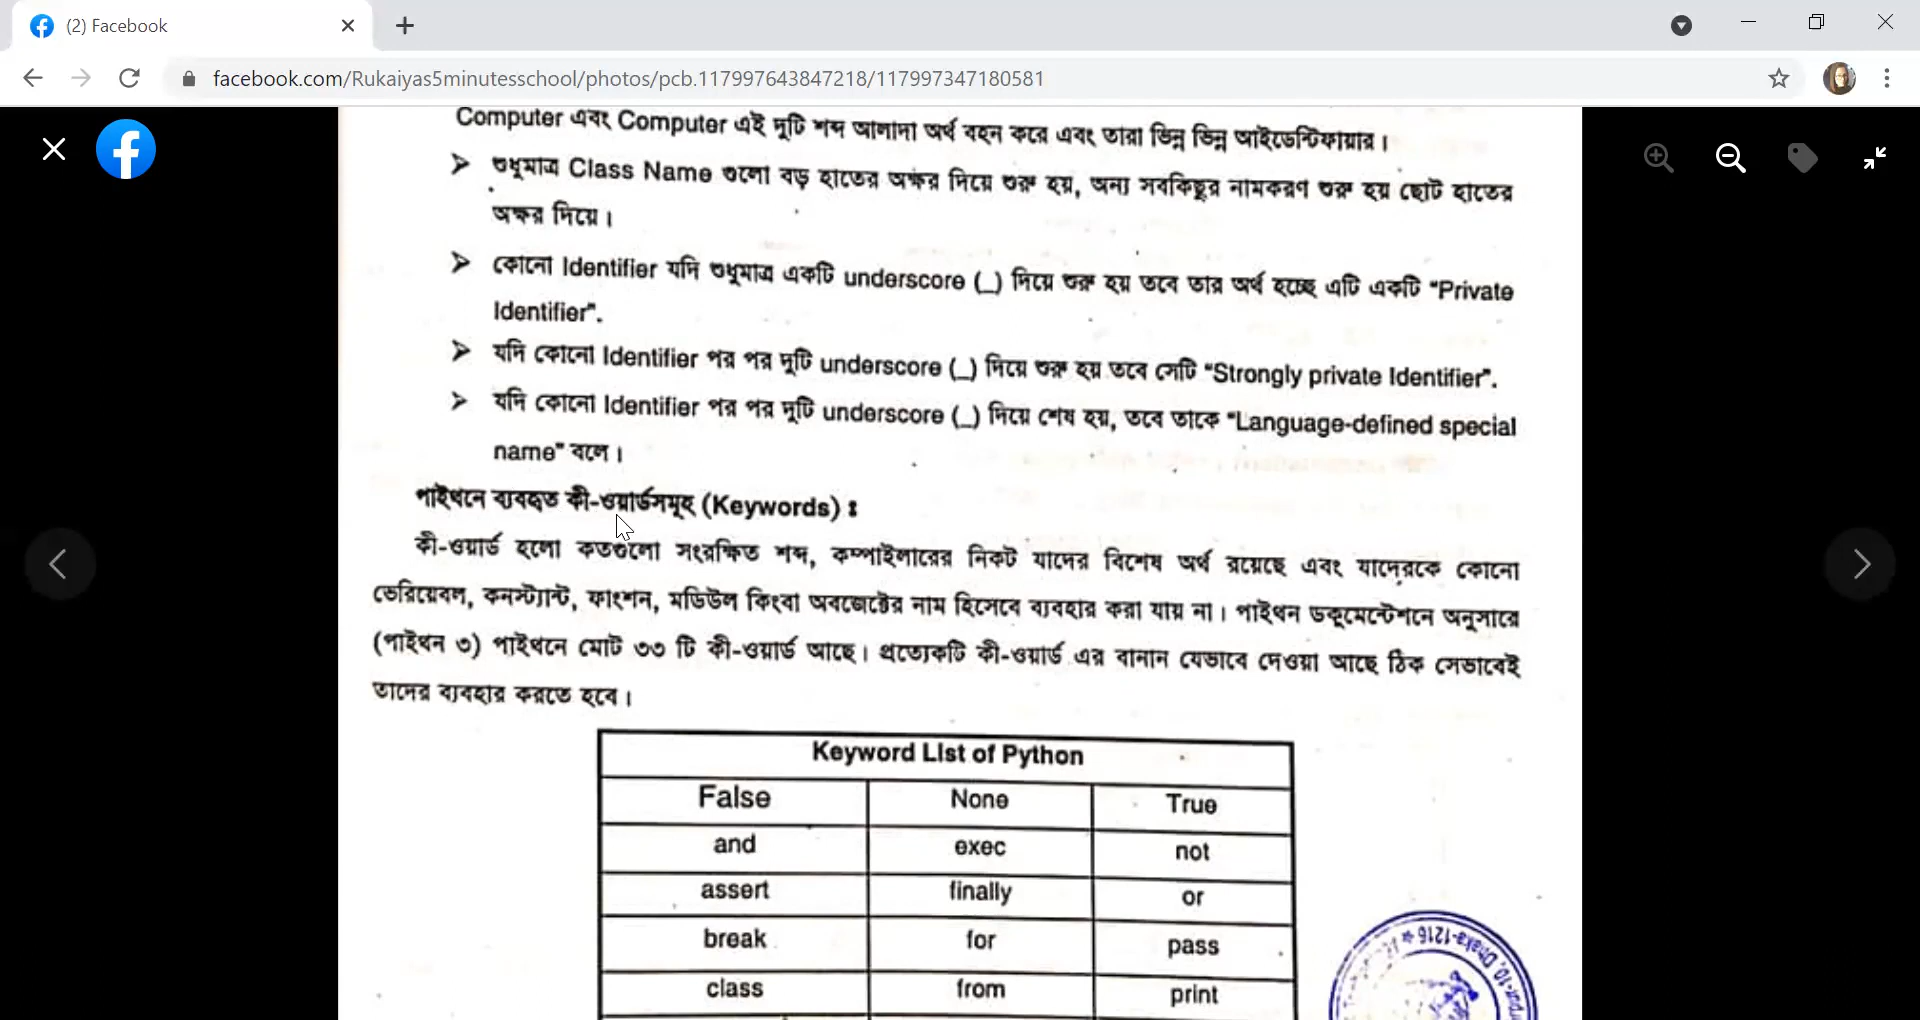 (2) Facebook
facebook.com/Rukaiyas5minutesschool/photos/pcb.117997643847218/117997347180581
Computer এবং Computer এই দুটি শব্দ আলাদা অর্থ বহন করে এবং তারা ভিন্ন ভিন্ন আইডেন্টিফায়ার।
➤ শুধুমাত্র Class Name গুলো বড় হাতের অক্ষর দিয়ে শুরু হয়, অন্য সবকিছুর নামকরণ শুরু হয় ছোট হাতের
অক্ষর দিয়ে।
➤ কোনো Identifier যদি শুধুমাত্র একটি underscore (_) দিয়ে শুরু হয় তবে তার অর্থ হচ্ছে এটি একটি "Private
Identifier".
➤ যদি কোনো Identifier পর পর দুটি underscore (_) দিয়ে শুরু হয় তবে সেটি "Strongly private Identifier".
➤ যদি কোনো Identifier পর পর দুটি underscore (_) দিয়ে শেষ হয়, তবে তাকে "Language-defined special
name" বলে।
পাইথনে ব্যবহৃত কী-ওয়ার্ডসমূহ (Keywords) ঃ
কী-ওয়ার্ড হলো কতগুলো সংরক্ষিত শব্দ, কম্পাইলারের নিকট যাদের বিশেষ অর্থ রয়েছে এবং যাদেরকে কোনো
ভেরিয়েবল, কনস্ট্যান্ট, ফাংশন, মডিউল কিংবা অবজেক্টের নাম হিসেবে ব্যবহার করা যায় না। পাইথন ডকুমেন্টেশনে অনুসারে
(পাইথন ৩) পাইথনে মোট ৩৩ টি কী-ওয়ার্ড আছে। প্রত্যেকটি কী-ওয়ার্ড এর বানান যেভাবে দেওয়া আছে ঠিক সেভাবেই
তাদের ব্যবহার করতে হবে।
Keyword List of Python
False None True
and exec not
assert finally or
break for pass
class from print
Dhaka-1216